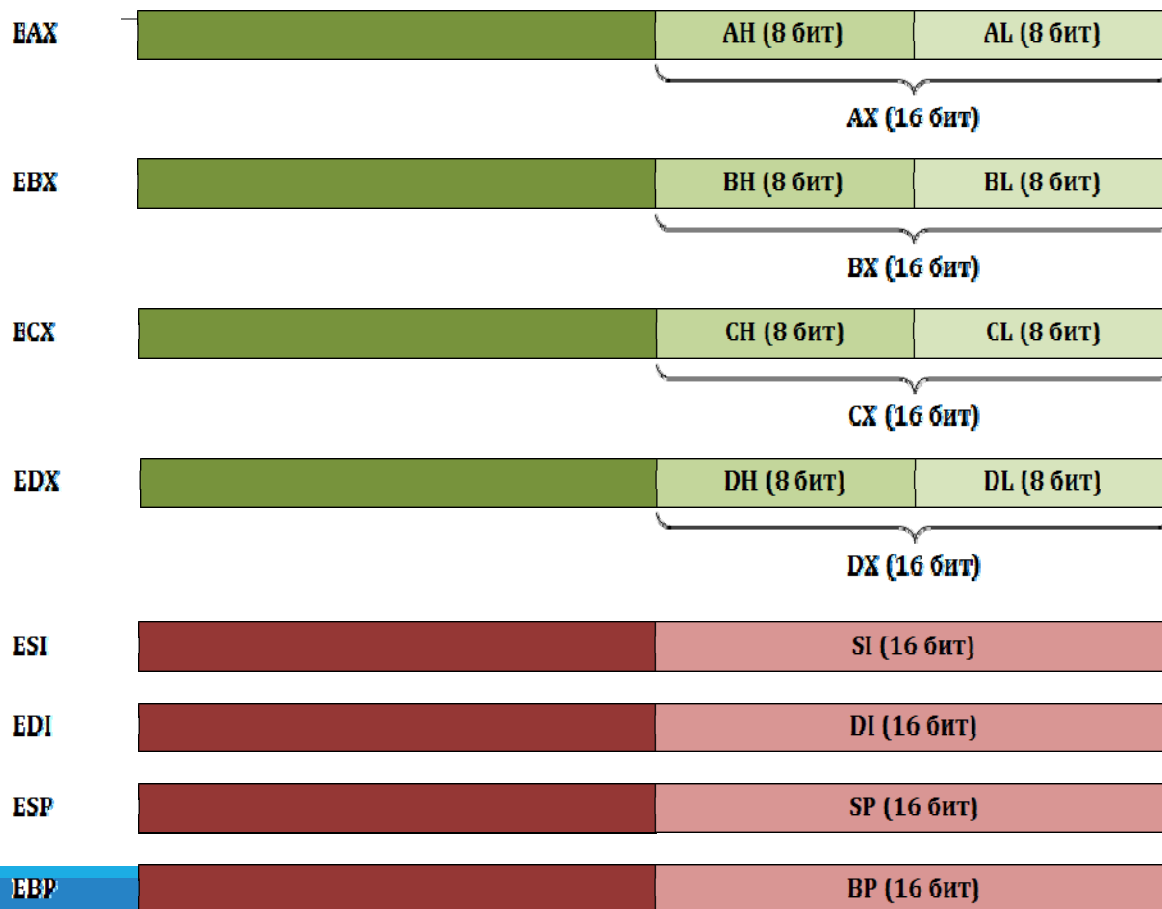 EAX AH (8 бит) AL (8 бит)
AX (16 бит)
EBX BH (8 бит) BL (8 бит)
BX (16 бит)
ECX CH (8 бит) CL (8 бит)
CX (16 бит)
EDX DH (8 бит) DL (8 бит)
DX (16 бит)
ESI SI (16 бит)
EDI DI (16 бит)
ESP SP (16 бит)
EBP BP (16 бит)